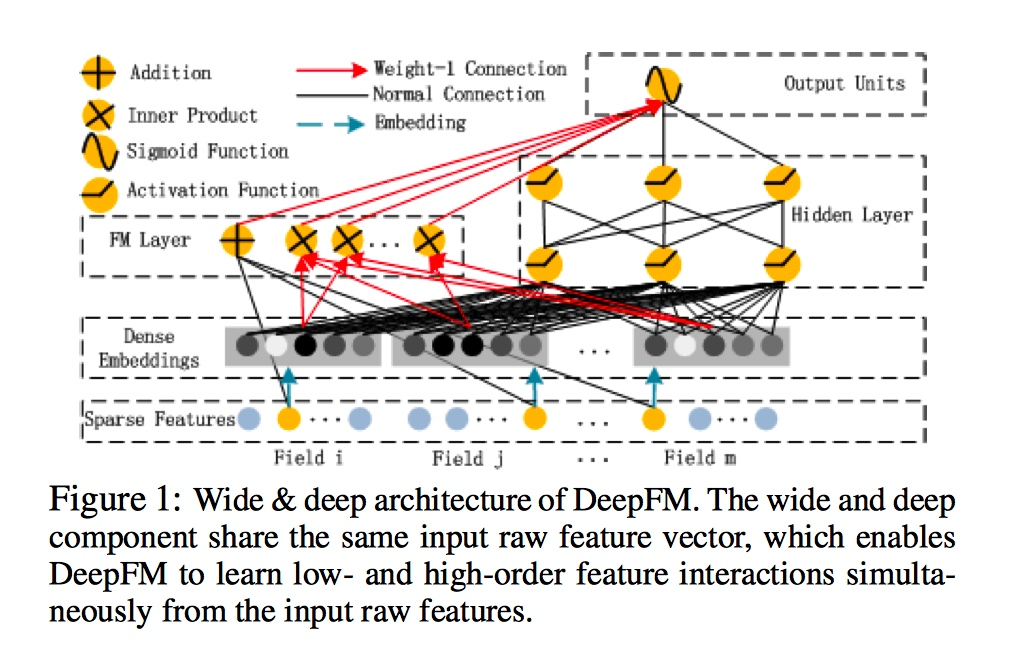 Addition
Inner Product
Sigmoid Function
Activation Function
Weight-1 Connection
Normal Connection
Embedding
Output Units
Hidden Layer
FM Layer
...
Dense
Embeddings
...
Sparse Features
... ... ... ...
Field i Field j ... Field m
Figure 1: Wide & deep architecture of DeepFM. The wide and deep
component share the same input raw feature vector, which enables
DeepFM to learn low- and high-order feature interactions simulta-
neously from the input raw features.